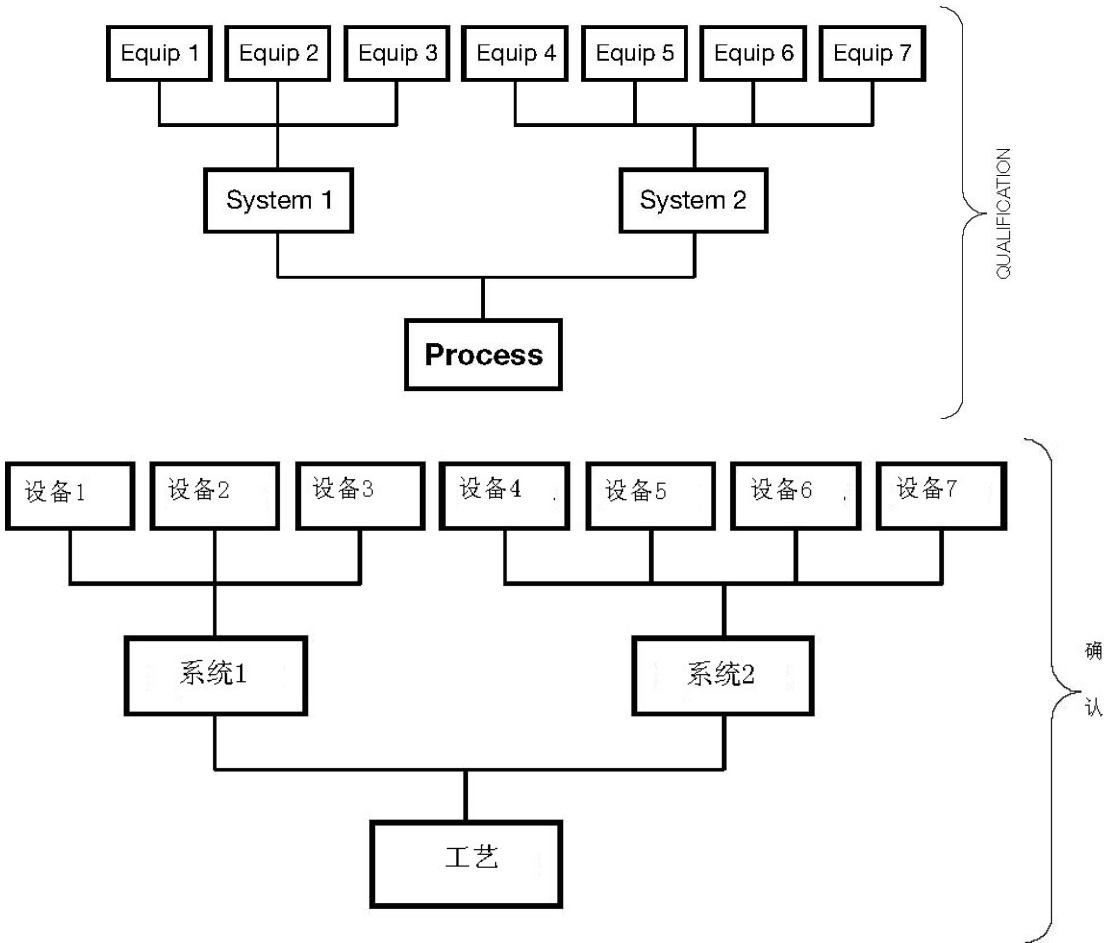 Equip 1
Equip 2
Equip 3
Equip 4
Equip 5
Equip 6
Equip 7
System 1
System 2
Process
QUALIFICATION
设备1
设备2
设备3
设备4
设备5
设备6
设备7
系统1
系统2
工艺
确
认